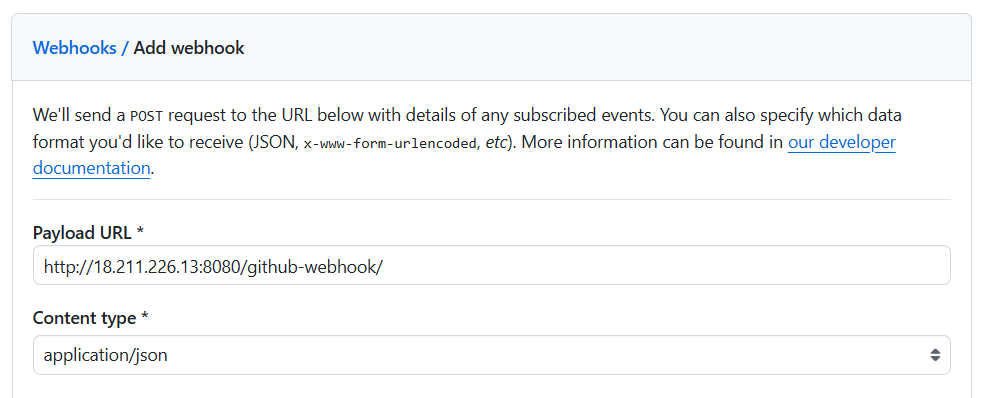 Webhooks / Add webhook
We'll send a POST request to the URL below with details of any subscribed events. You can also specify which data
format you'd like to receive (JSON, x-www-form-urlencoded, etc). More information can be found in our developer
documentation.
Payload URL *
http://18.211.226.13:8080/github-webhook/
Content type *
application/json